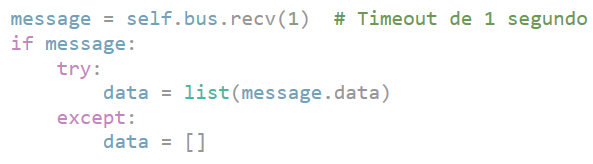 message = self.bus.recv(1)  # Timeout de 1 segundo
if message:
    try:
        data = list(message.data)
    except:
        data = []